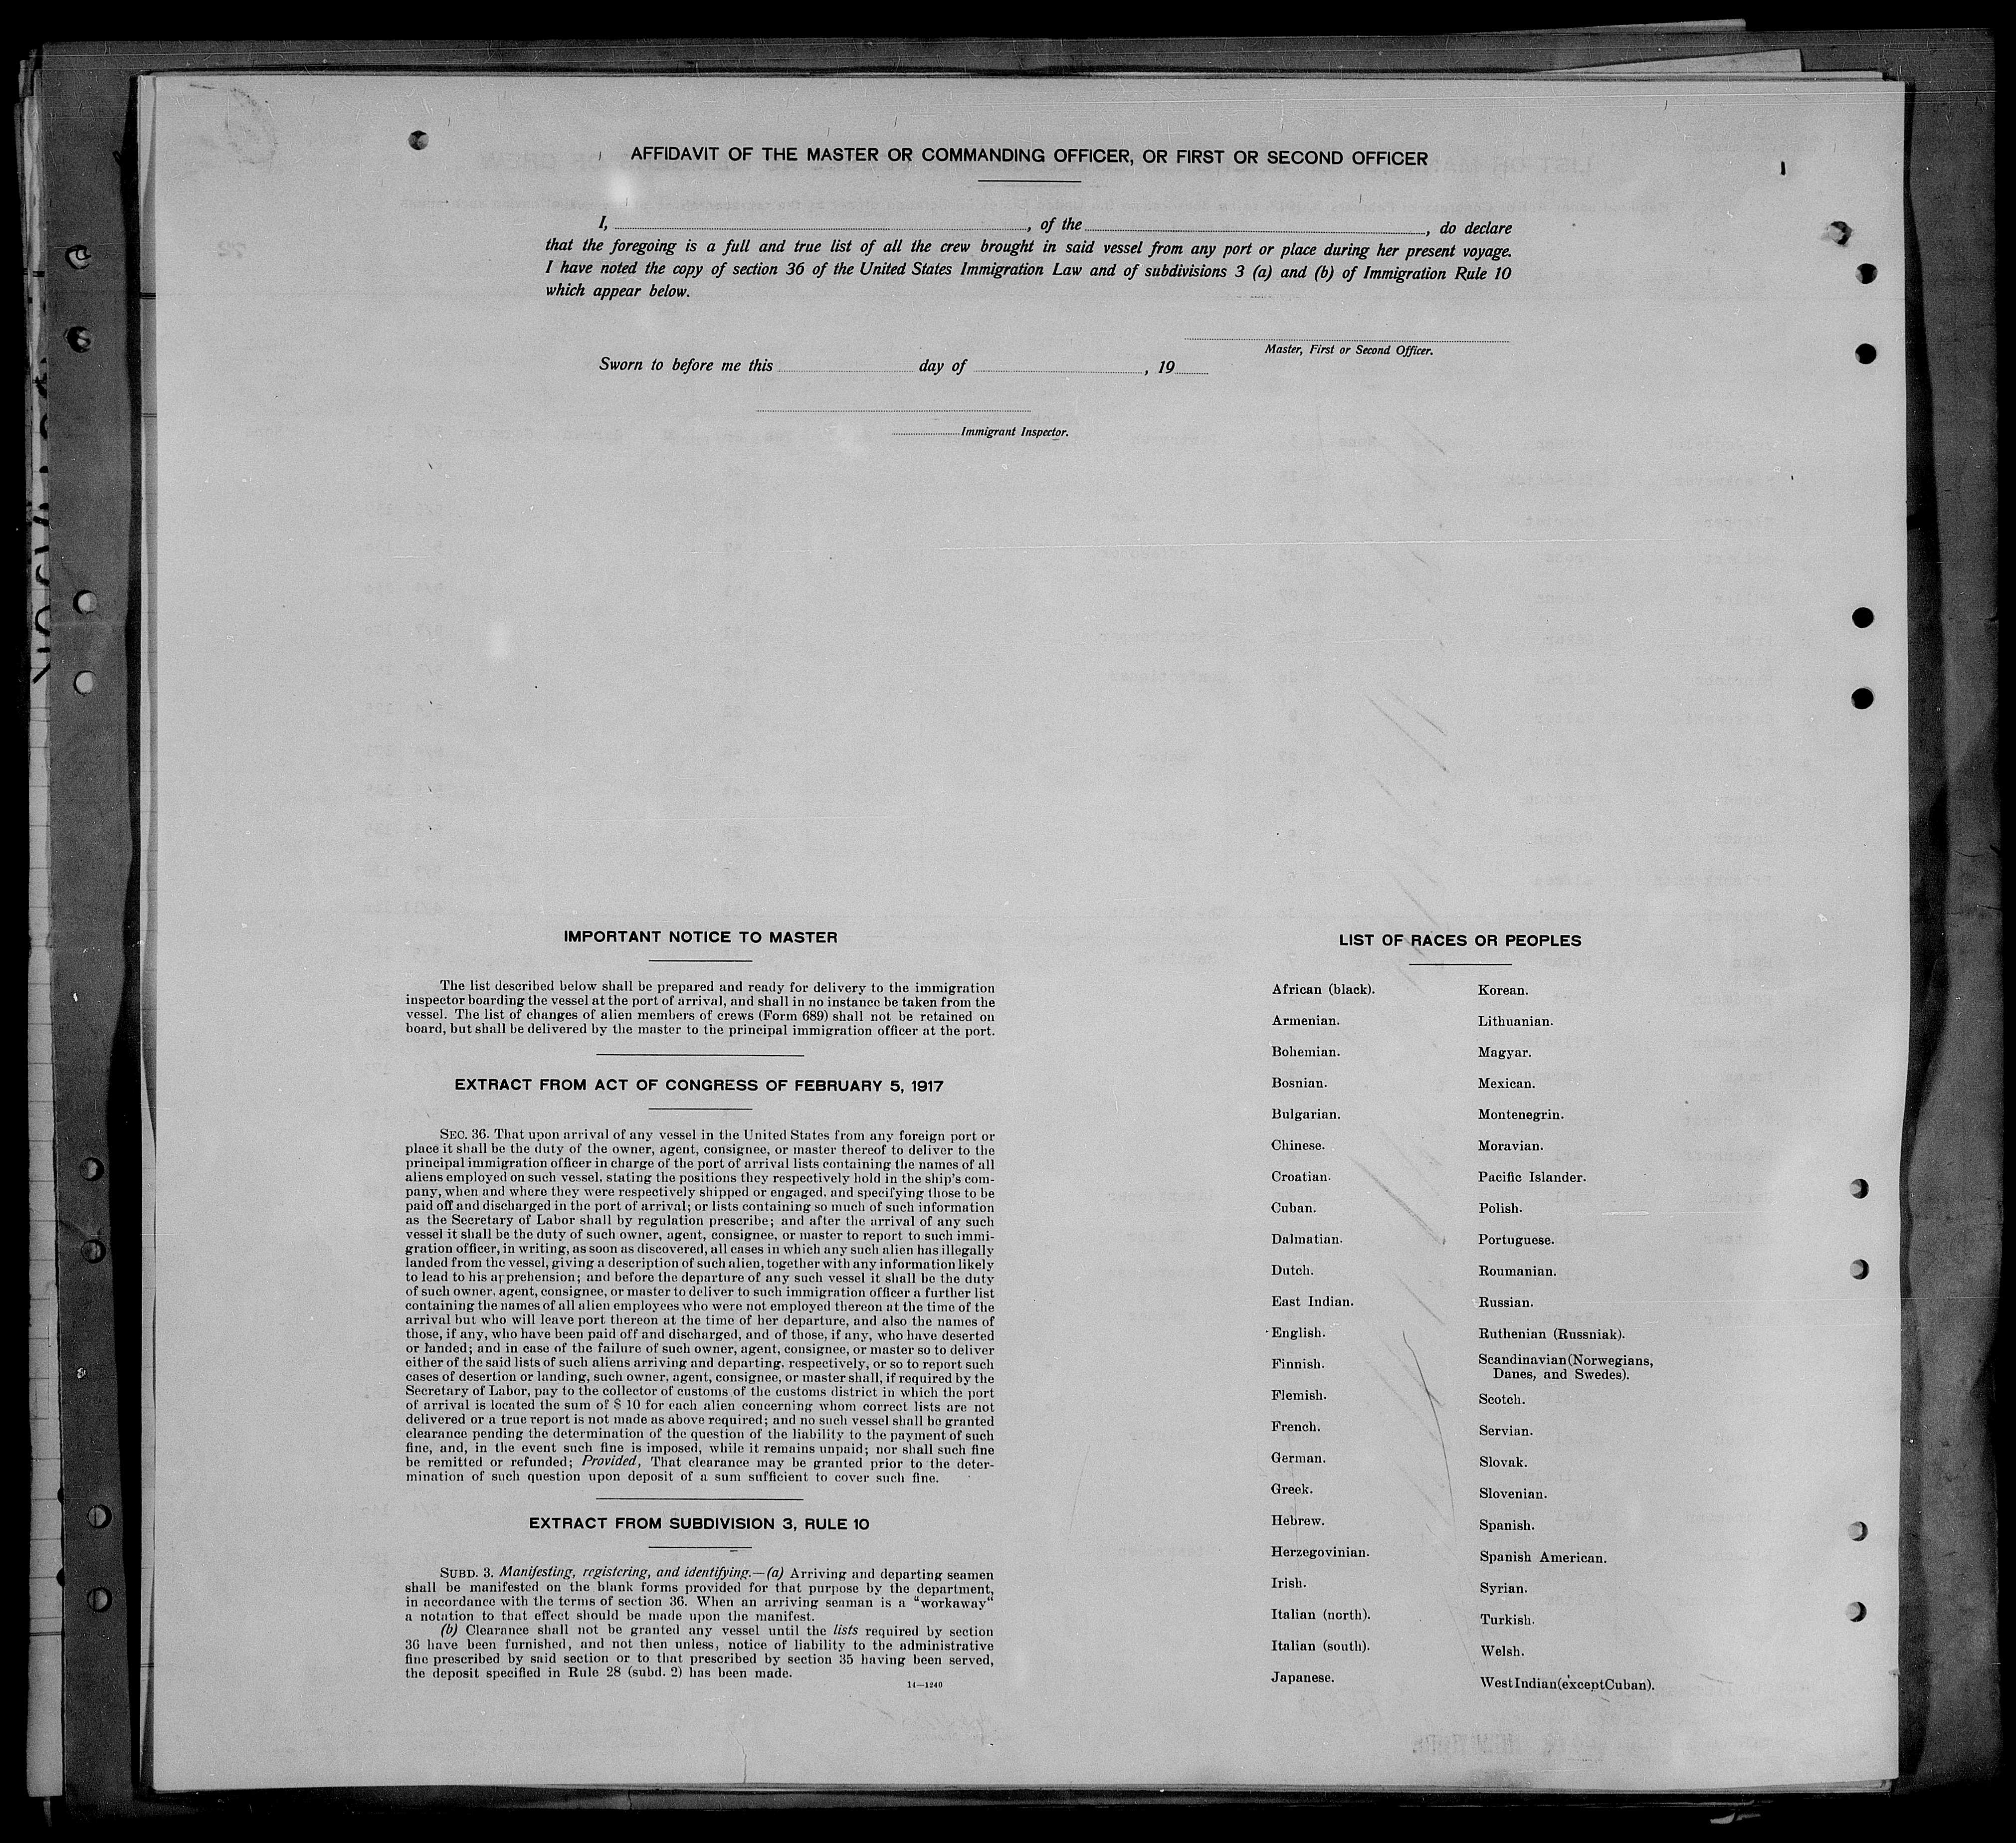 AFFIDAVIT OF THE MASTER OR COMMANDING OFFICER, OR FIRST OR SECOND OFFICER
I, , of the , do declare
that the foregoing is a full and true list of all the crew brought in said vessel from any port or place during her present voyage.
I have noted the copy of section 36 of the United States Immigration Law and of subdivisions 3 (a) and (b) of Immigration Rule 10
which appear below.
Master, First or Second Officer.
Sworn to before me this day of , 19
Immigrant Inspector.
IMPORTANT NOTICE TO MASTER
The list described below shall be prepared and ready for delivery to the immigration
inspector boarding the vessel at the port of arrival, and shall in no instance be taken from the
vessel. The list of changes of alien members of crews (Form 689) shall not be retained on
board, but shall be delivered by the master to the principal immigration officer at the port.
EXTRACT FROM ACT OF CONGRESS OF FEBRUARY 5, 1917
SEC. 36. That upon arrival of any vessel in the United States from any foreign port or
place it shall be the duty of the owner, agent, consignee, or master thereof to deliver to the
principal immigration officer in charge of the port of arrival lists containing the names of all
aliens employed on such vessel, stating the positions they respectively hold in the ship's com-
pany, when and where they were respectively shipped or engaged, and specifying those to be
paid off and discharged in the port of arrival; or lists containing so much of such information
as the Secretary of Labor shall by regulation prescribe; and after the arrival of any such
vessel it shall be the duty of such owner, agent, consignee, or master to report to such immi-
gration officer, in writing, as soon as discovered, all cases in which any such alien has illegally
landed from the vessel, giving a description of such alien, together with any information likely
to lead to his apprehension; and before the departure of any such vessel it shall be the duty
of such owner. agent, consignee, or master to deliver to such immigration officer a further list
containing the names of all alien employees who were not employed thereon at the time of the
arrival but who will leave port thereon at the time of her departure, and also the names of
those, if any, who have been paid off and discharged, and of those, if any, who have deserted
or landed; and in case of the failure of such owner, agent, consignee, or master so to deliver
either of the said lists of such aliens arriving and departing, respectively, or so to report such
cases of desertion or landing, such owner, agent, consignee, or master shall, if required by the
Secretary of Labor, pay to the collector of customs of the customs district in which the port
of arrival is located the sum of $ 10 for each alien concerning whom correct lists are not
delivered or a true report is not made as above required; and no such vessel shall be granted
clearance pending the determination of the question of the liability to the payment of such
fine, and, in the event such fine is imposed, while it remains unpaid; nor shall such fine
be remitted or refunded; Provided, That clearance may be granted prior to the deter-
mination of such question upon deposit of a sum sufficient to cover such fine.
EXTRACT FROM SUBDIVISION 3, RULE 10
SUBD. 3. Manifesting, registering, and identifying.—(a) Arriving and departing seamen
shall be manifested on the blank forms provided for that purpose by the department,
in accordance with the terms of section 36. When an arriving seaman is a “workaway“
a notation to that effect should be made upon the manifest.
(b) Clearance shall not be granted any vessel until the lists required by section
36 have been furnished, and not then unless, notice of liability to the administrative
fine prescribed by said section or to that prescribed by section 35 having been served,
the deposit specified in Rule 28 (subd. 2) has been made.
14—1240
LIST OF RACES OR PEOPLES
African (black).
Armenian.
Bohemian.
Bosnian.
Bulgarian.
Chinese.
Croatian.
Cuban.
Dalmatian.
Dutch.
East Indian.
English.
Finnish.
Flemish.
French.
German.
Greek.
Hebrew.
Herzegovinian.
Irish.
Italian (north).
Italian (south).
Japanese.
Korean.
Lithuanian.
Magyar.
Mexican.
Montenegrin.
Moravian.
Pacific Islander.
Polish.
Portuguese.
Roumanian.
Russian.
Ruthenian (Russniak).
Scandinavian (Norwegians,
Danes, and Swedes).
Scotch.
Servian.
Slovak.
Slovenian.
Spanish.
Spanish American.
Syrian.
Turkish.
Welsh.
West Indian (except Cuban).